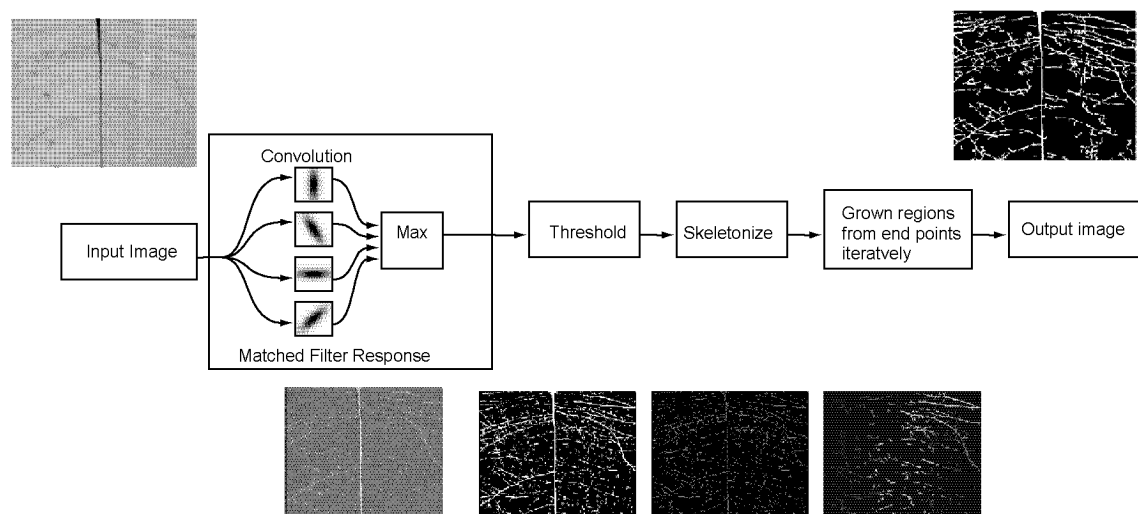 Convolution
Input Image
Max
Threshold
Skeletonize
Grown regions
from end points
iteratvely
Output image
Matched Filter Response